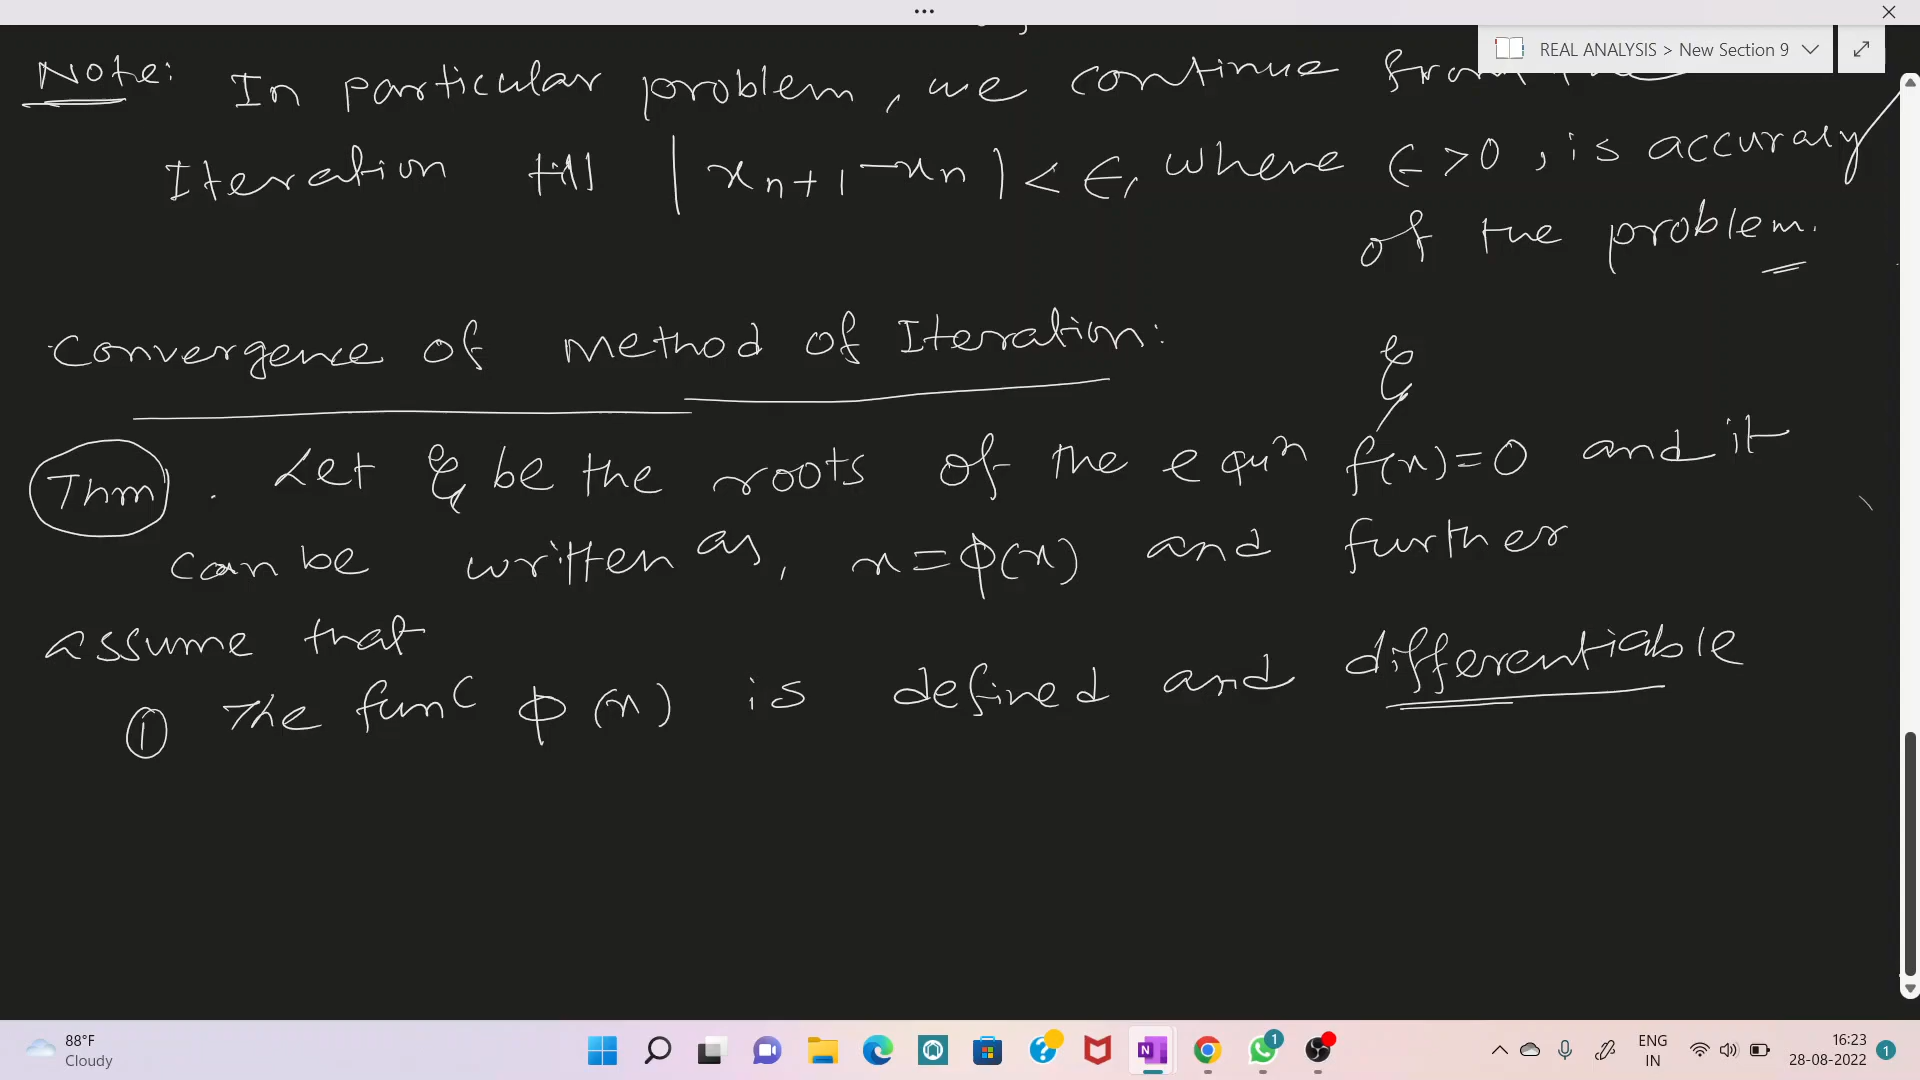 REAL ANALYSIS > New Section 9
Note: In particular problem, we continue from the
Iteration till |xn+1 - xn| < ϵ, where ϵ > 0, is accuracy
of the problem.
Convergence of method of Iteration:
ξ
Thm . Let ξ be the roots of the equn f(x) = 0 and it
can be written as, x = ϕ(x) and further
assume that
① The func ϕ(x) is defined and differentiable
88°F
Cloudy
ENG
IN
16:23
28-08-2022
1
1